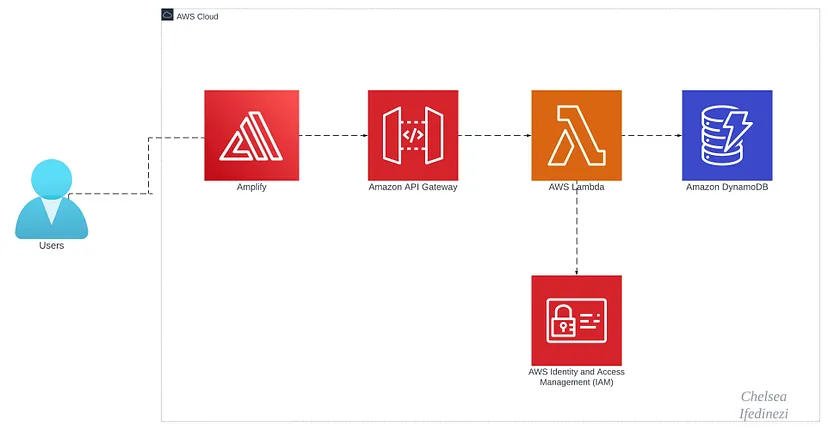 AWS Cloud
Amplify
Amazon API Gateway
AWS Lambda
Amazon DynamoDB
Users
</>
AWS Identity and Access
Management (IAM)
Chelsea
Ifedinezi